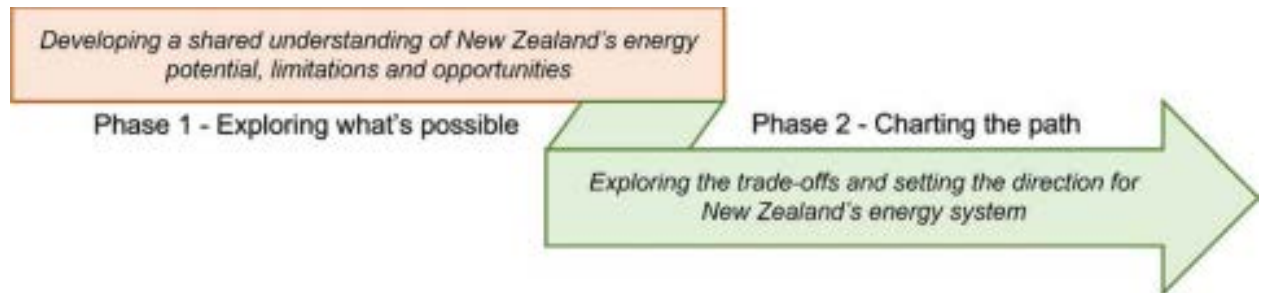 Developing a shared understanding of New Zealand's energy
potential, limitations and opportunities
Phase 1 - Exploring what's possible
Phase 2 - Charting the path
Exploring the trade-offs and setting the direction for
New Zealand's energy system